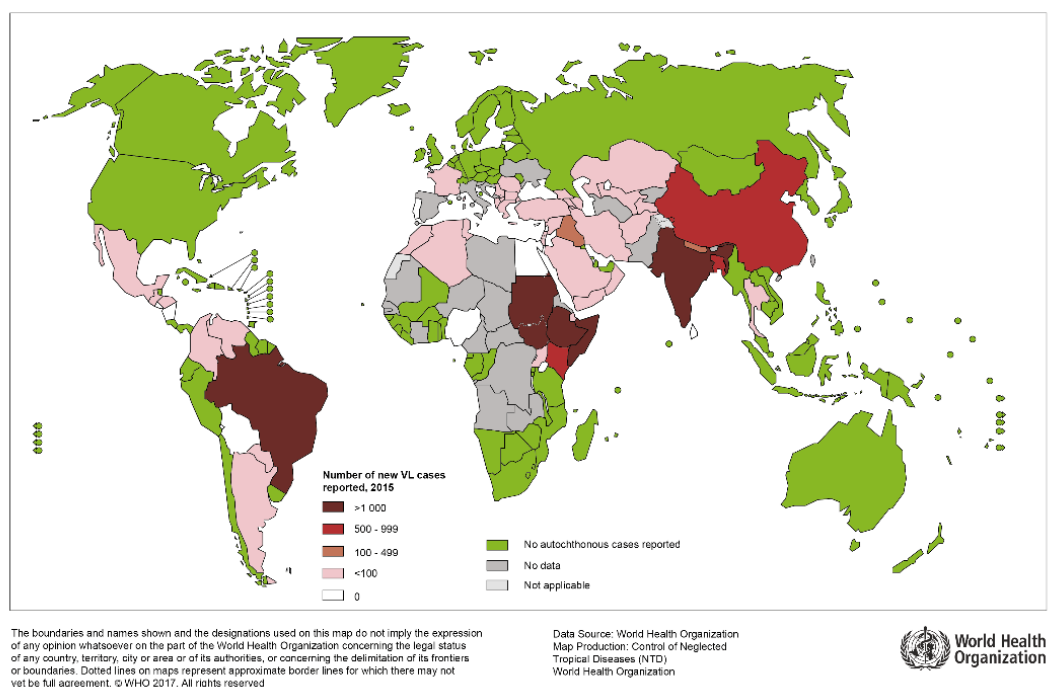 Number of new VL cases
reported, 2015
>1 000
500 - 999
100 - 499
<100
0
No autochthonous cases reported
No data
Not applicable
The boundaries and names shown and the designations used on this map do not imply the expression
of any opinion whatsoever on the part of the World Health Organization concerning the legal status
of any country, territory, city or area or of its authorities, or concerning the delimitation of its frontiers
or boundaries. Dotted lines on maps represent approximate border lines for which there may not
yet be full agreement. © WHO 2017. All rights reserved
Data Source: World Health Organization
Map Production: Control of Neglected
Tropical Diseases (NTD)
World Health Organization
World Health
Organization